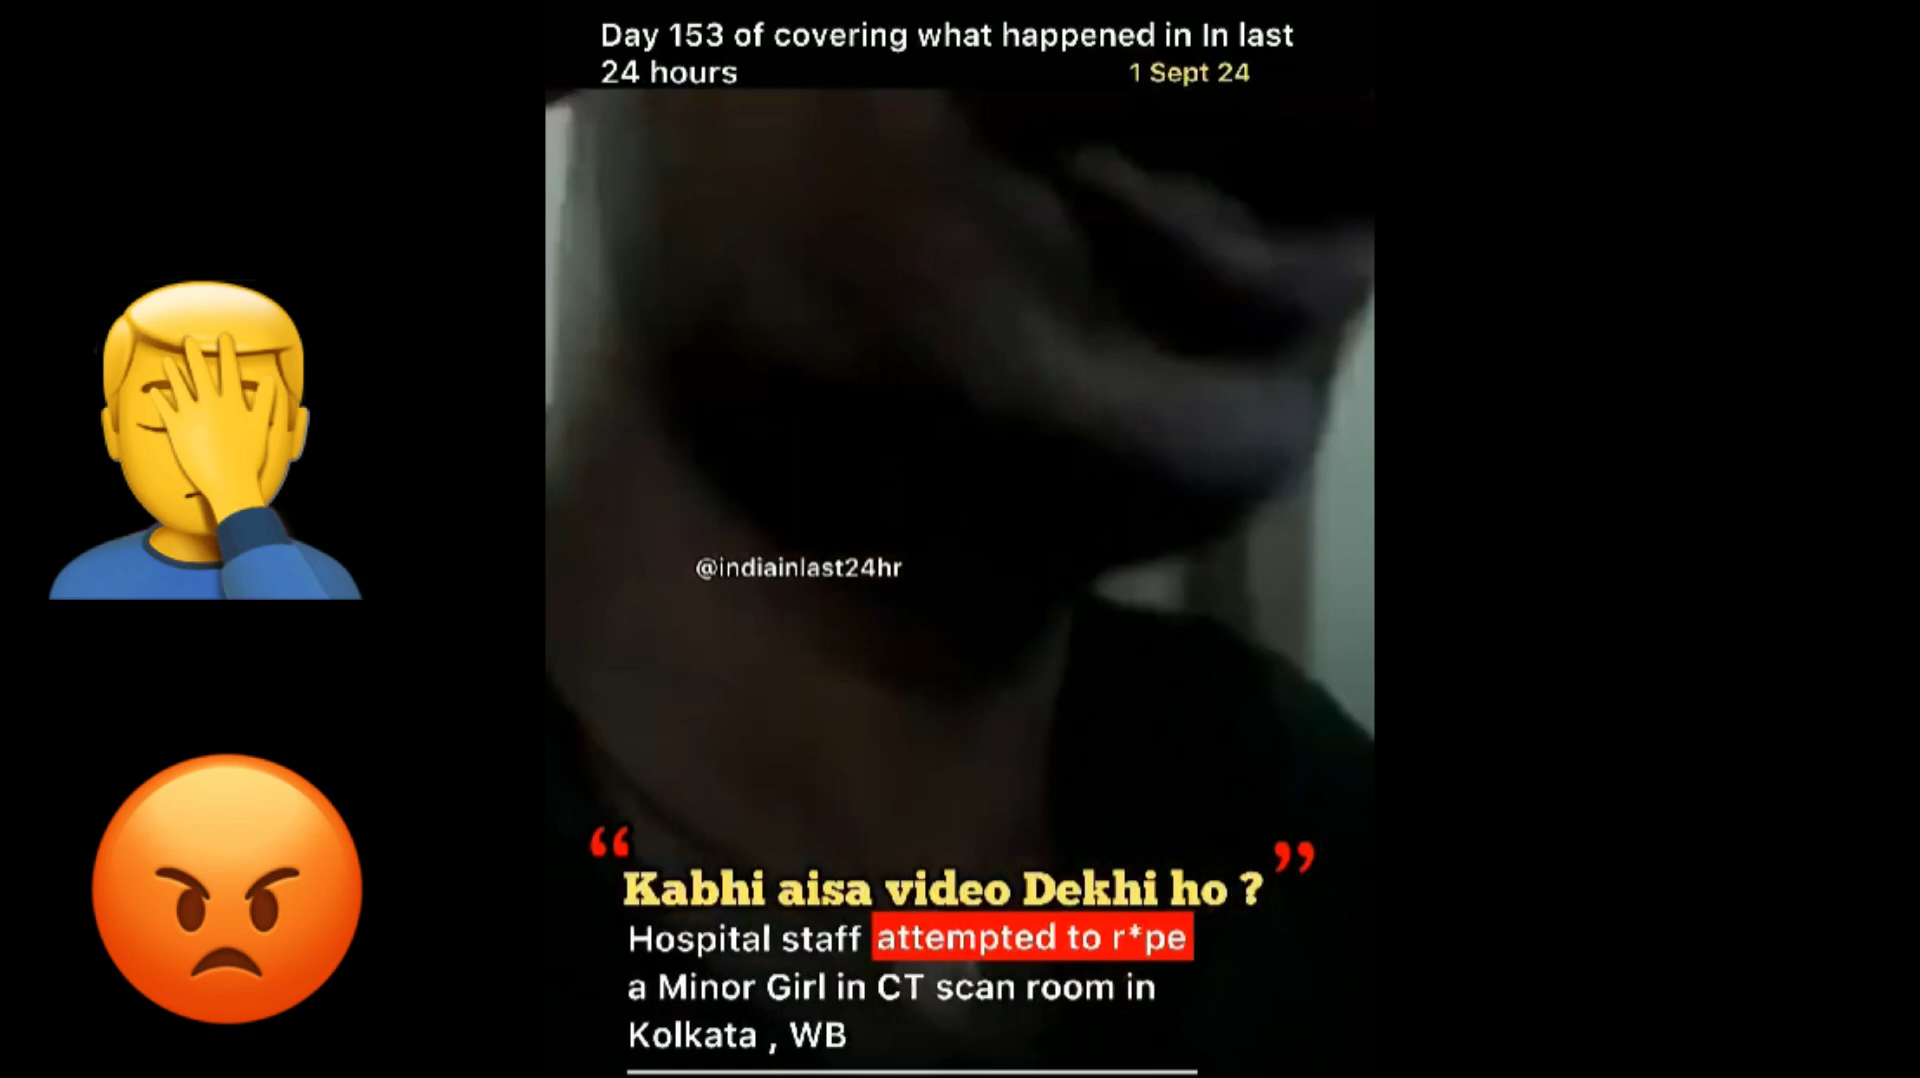 Day 153 of covering what happened in In last
24 hours
1 Sept 24
@indiainlast24hr
“Kabhi aisa video Dekhi ho ?”
Hospital staff attempted to r*pe
a Minor Girl in CT scan room in
Kolkata , WB